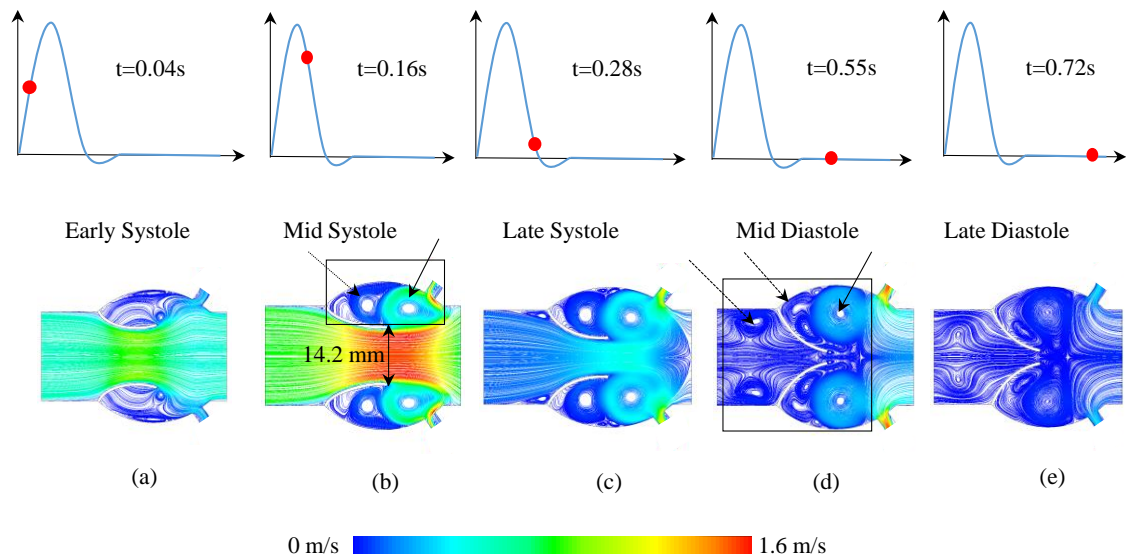 t=0.04s
t=0.16s
t=0.28s
t=0.55s
t=0.72s
Early Systole
Mid Systole
Late Systole
Mid Diastole
Late Diastole
14.2 mm
(a)
(b)
(c)
(d)
(e)
0 m/s
1.6 m/s